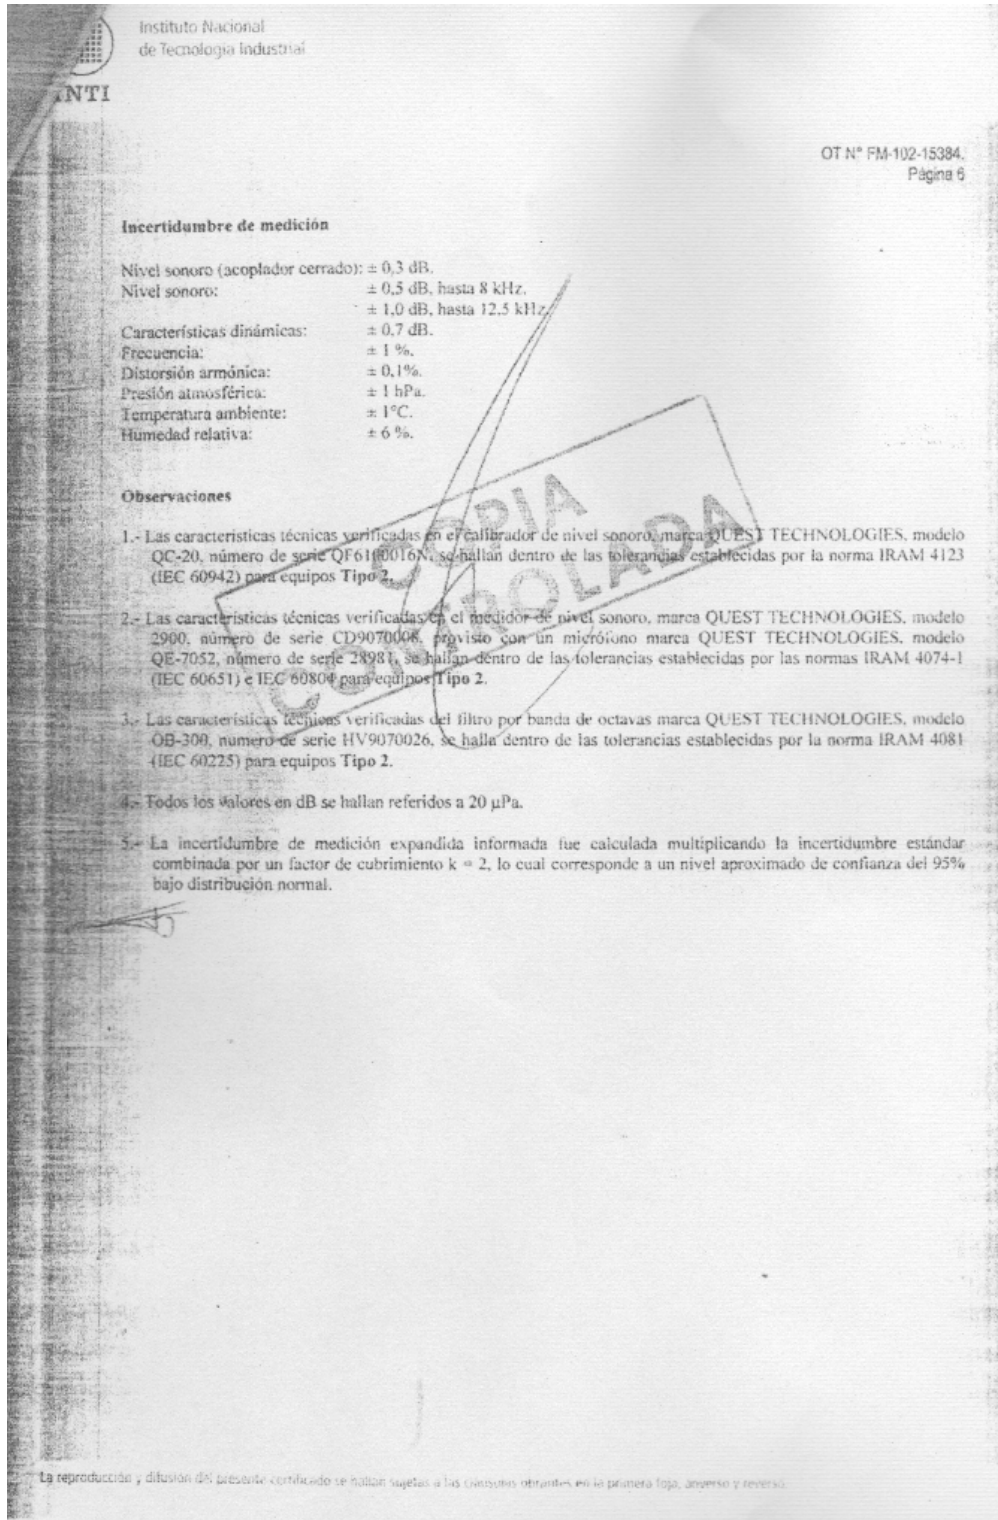 Instituto Nacional
de Tecnología Industrial
INTI
OT N° FM-102-15384.
Página 6
Incertidumbre de medición
Nivel sonoro (acoplador cerrado): ± 0,3 dB.
Nivel sonoro: ± 0,5 dB, hasta 8 kHz.
± 1,0 dB, hasta 12,5 kHz.
Características dinámicas: ± 0,7 dB.
Frecuencia: ± 1 %.
Distorsión armónica: ± 0,1%.
Presión atmosférica: ± 1 hPa.
Temperatura ambiente: ± 1°C.
Humedad relativa: ± 6 %.
Observaciones
1.- Las características técnicas verificadas en el calibrador de nivel sonoro, marca QUEST TECHNOLOGIES, modelo
QC-20, número de serie se hallan dentro de las tolerancias establecidas por la norma IRAM 4123
(IEC 60942) para equipos Tipo 2.
2.- Las características técnicas verificadas en el medidor de nivel sonoro, marca QUEST TECHNOLOGIES, modelo
2900, número de serie CD9070008, provisto con un micrófono marca QUEST TECHNOLOGIES, modelo
QE-7052, número de serie 28981, se hallan dentro de las tolerancias establecidas por las normas IRAM 4074-1
(IEC 60651) e IEC 60804 para equipos Tipo 2.
3.- Las características técnicas verificadas del filtro por banda de octavas marca QUEST TECHNOLOGIES, modelo
OB-300, numero de serie HV9070026, se halla dentro de las tolerancias establecidas por la norma IRAM 4081
(IEC 60225) para equipos Tipo 2.
4.- Todos los valores en dB se hallan referidos a 20 µPa.
5.- La incertidumbre de medición expandida informada fue calculada multiplicando la incertidumbre estándar
combinada por un factor de cubrimiento k = 2, lo cual corresponde a un nivel aproximado de confianza del 95%
bajo distribución normal.
COPIA
CONTROLADA
La reproducción y difusión del presente certificado se hallan sujetas a las cláusulas obrantes en la primera foja, anverso y reverso.